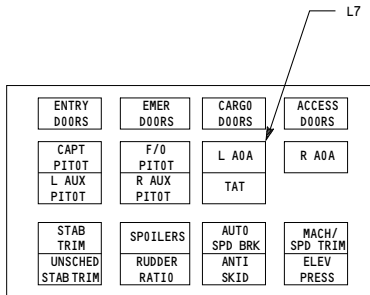 L7
ENTRY DOORS
EMER DOORS
CARGO DOORS
ACCESS DOORS
CAPT PITOT
F/O PITOT
L AOA
R AOA
L AUX PITOT
R AUX PITOT
TAT
STAB TRIM
SPOILERS
AUTO SPD BRK
MACH/ SPD TRIM
UNSCHED STAB TRIM
RUDDER RATIO
ANTI SKID
ELEV PRESS